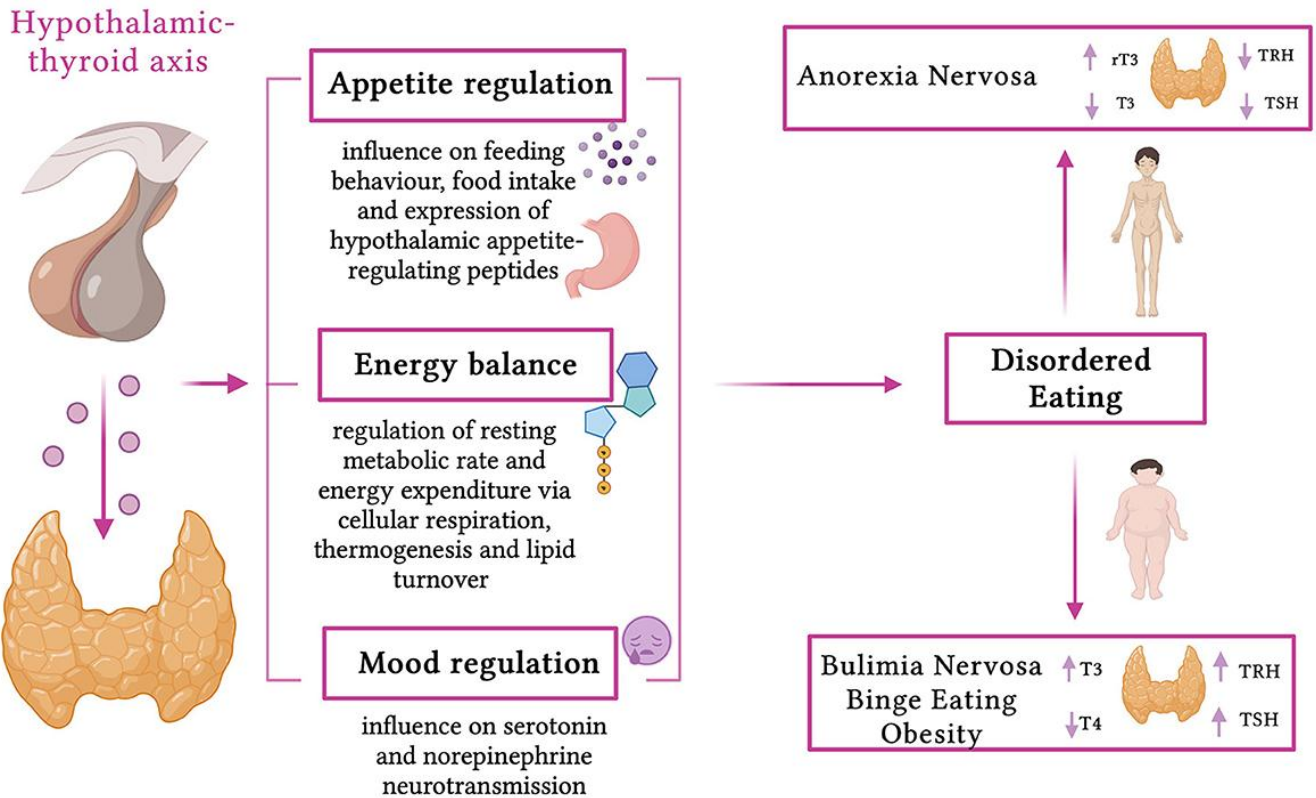 Hypothalamic-
thyroid axis
Appetite regulation
influence on feeding
behaviour, food intake
and expression of
hypothalamic appetite-
regulating peptides
Energy balance
regulation of resting
metabolic rate and
energy expenditure via
cellular respiration,
thermogenesis and lipid
turnover
Mood regulation
influence on serotonin
and norepinephrine
neurotransmission
Disordered
Eating
Anorexia Nervosa
↑ rT3
↓ T3
↓ TRH
↓ TSH
Bulimia Nervosa
Binge Eating
Obesity
↑ T3
↓ T4
↑ TRH
↑ TSH